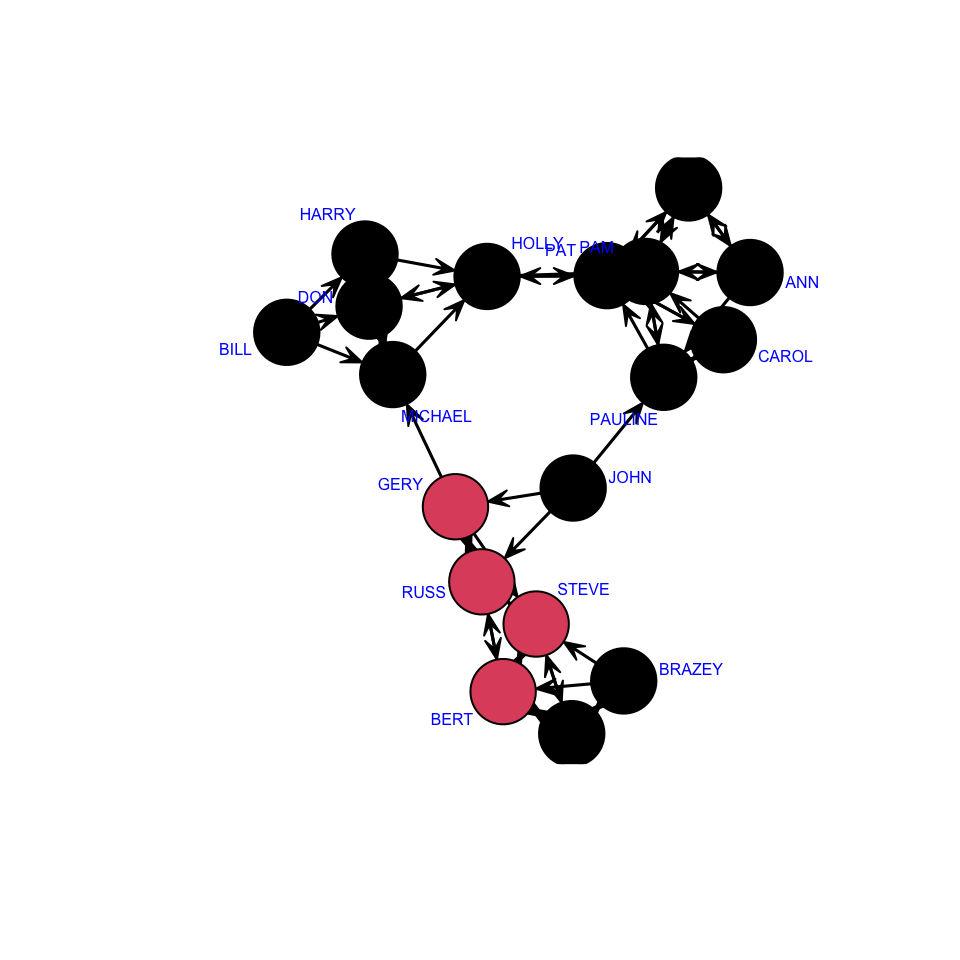 HARRY
HOLLY
PAT
PAM
ANN
DON
BILL
CAROL
MICHAEL
PAULINE
GERY
JOHN
RUSS
STEVE
BRAZEY
BERT